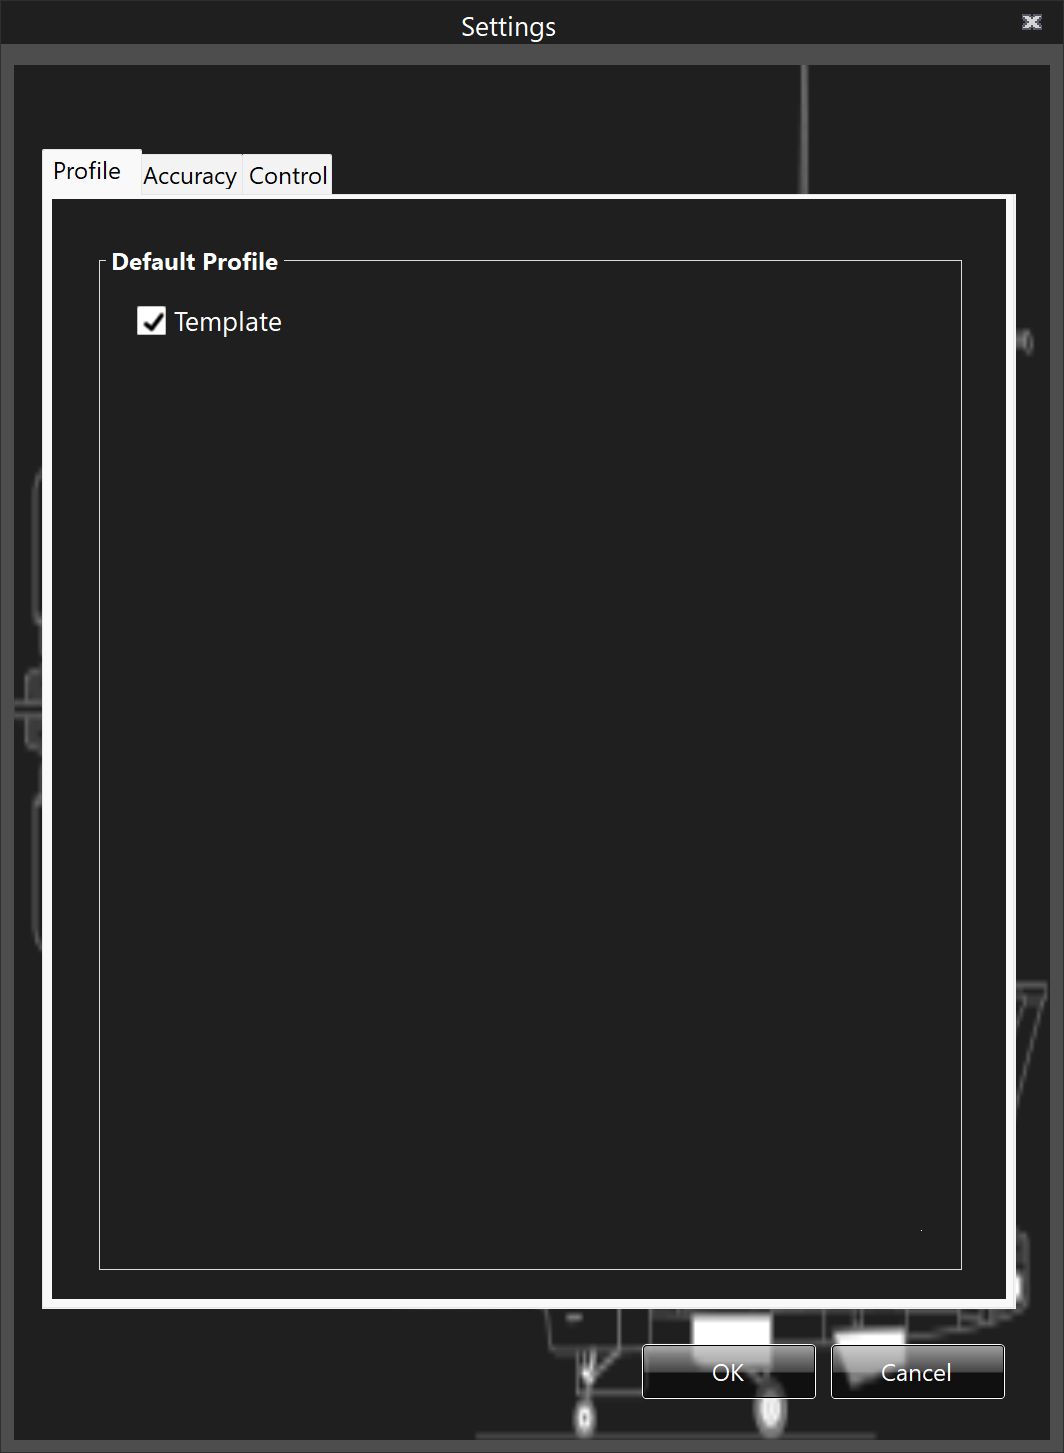 Settings
Profile
Accuracy
Control
Default Profile
Template
OK
Cancel